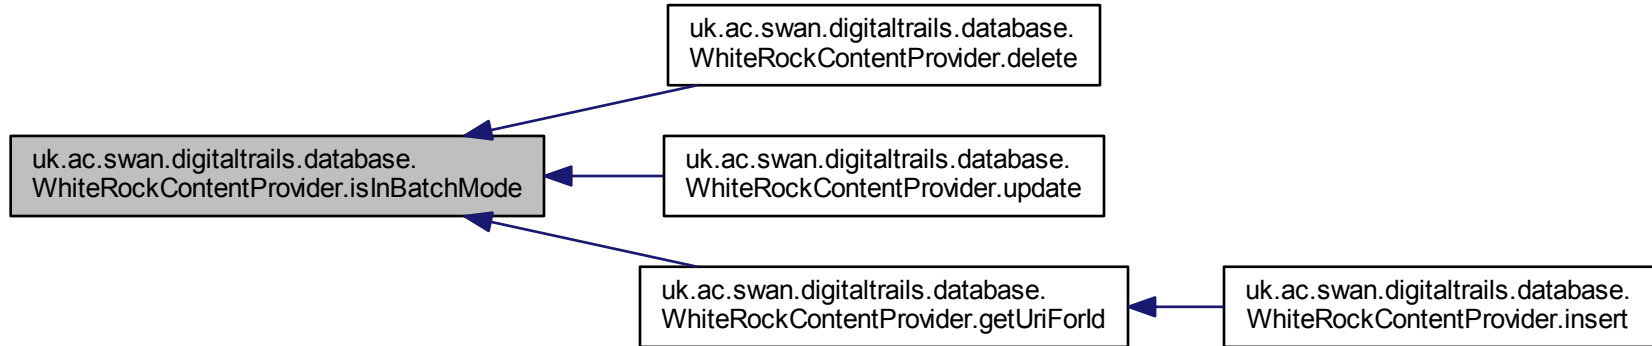 uk.ac.swan.digitaltrails.database.
WhiteRockContentProvider.delete
uk.ac.swan.digitaltrails.database.
WhiteRockContentProvider.isInBatchMode
uk.ac.swan.digitaltrails.database.
WhiteRockContentProvider.update
uk.ac.swan.digitaltrails.database.
WhiteRockContentProvider.getUriForId
uk.ac.swan.digitaltrails.database.
WhiteRockContentProvider.insert